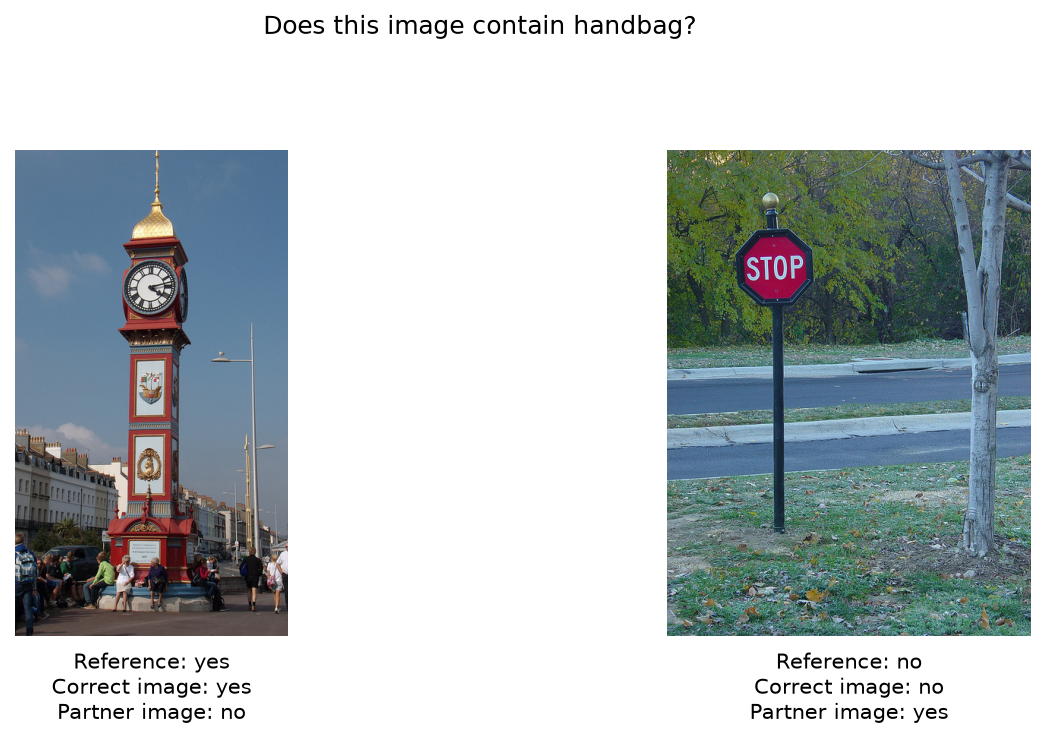 Does this image contain handbag?
STOP
Reference: yes
Correct image: yes
Partner image: no
Reference: no
Correct image: no
Partner image: yes